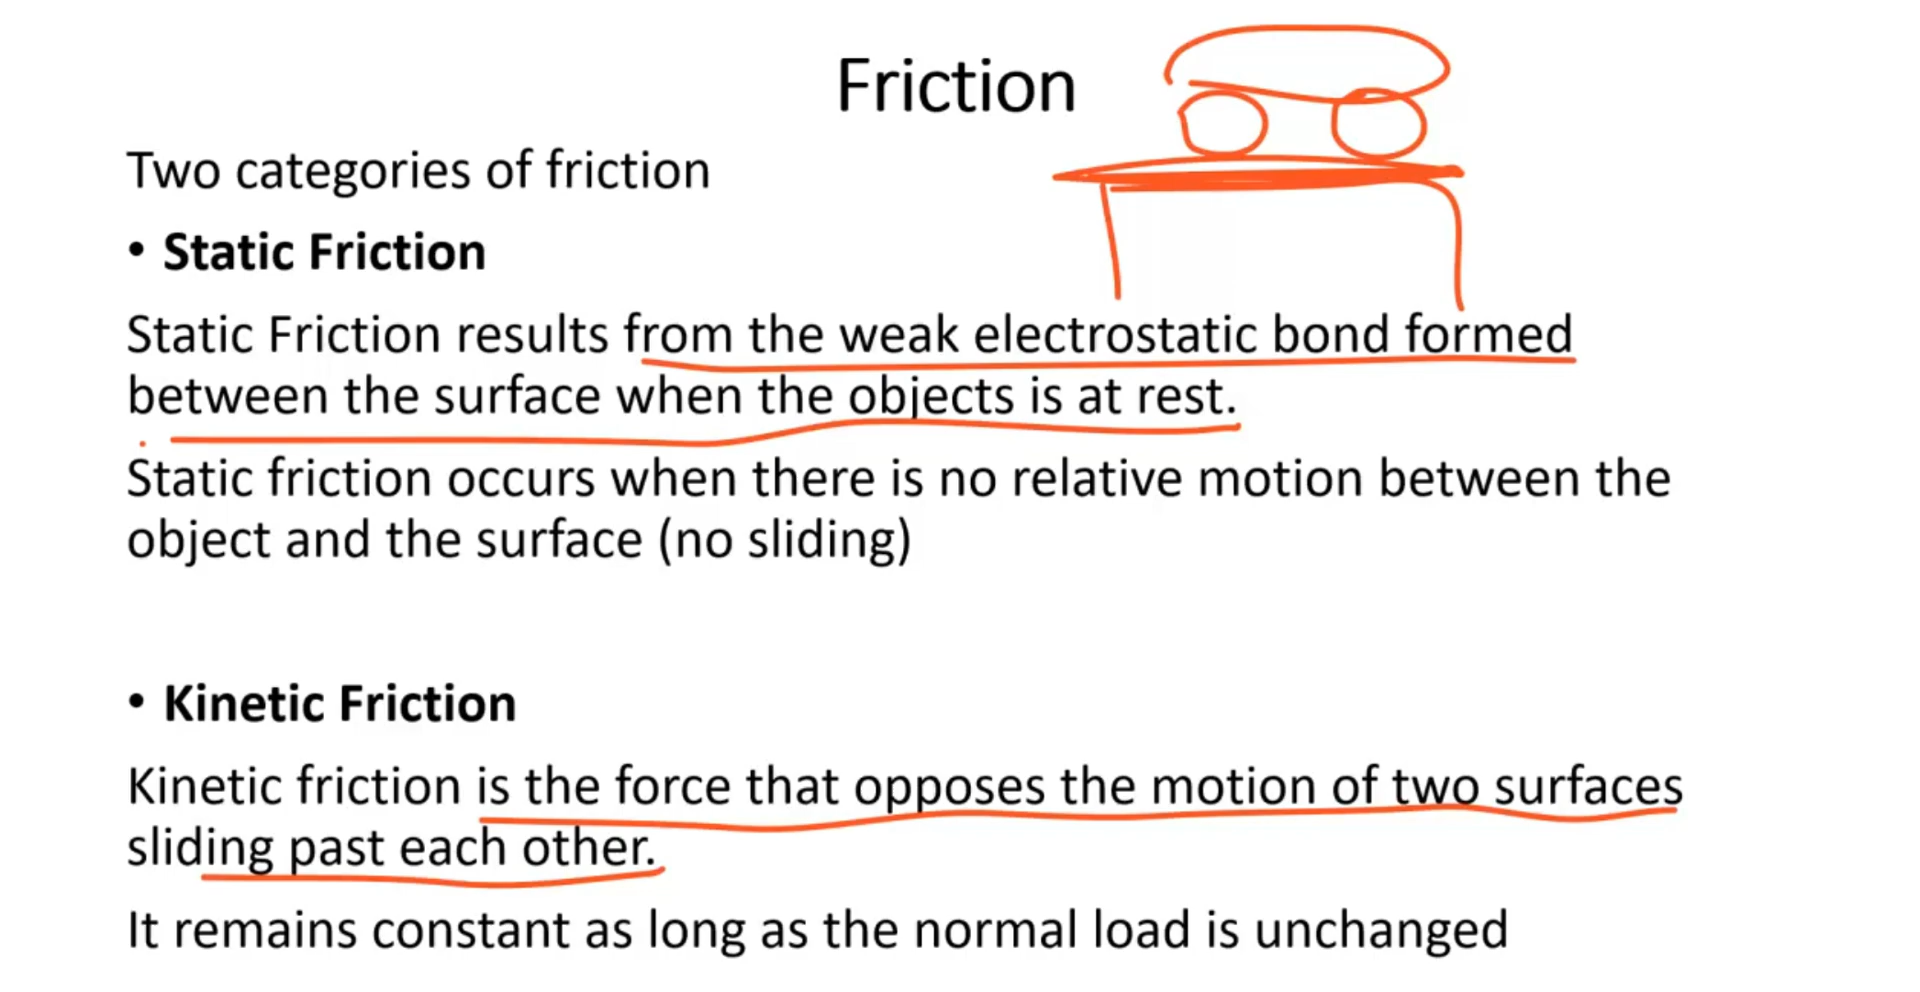 Friction
Two categories of friction
• Static Friction
Static Friction results from the weak electrostatic bond formed
between the surface when the objects is at rest.
Static friction occurs when there is no relative motion between the
object and the surface (no sliding)
• Kinetic Friction
Kinetic friction is the force that opposes the motion of two surfaces
sliding past each other.
It remains constant as long as the normal load is unchanged